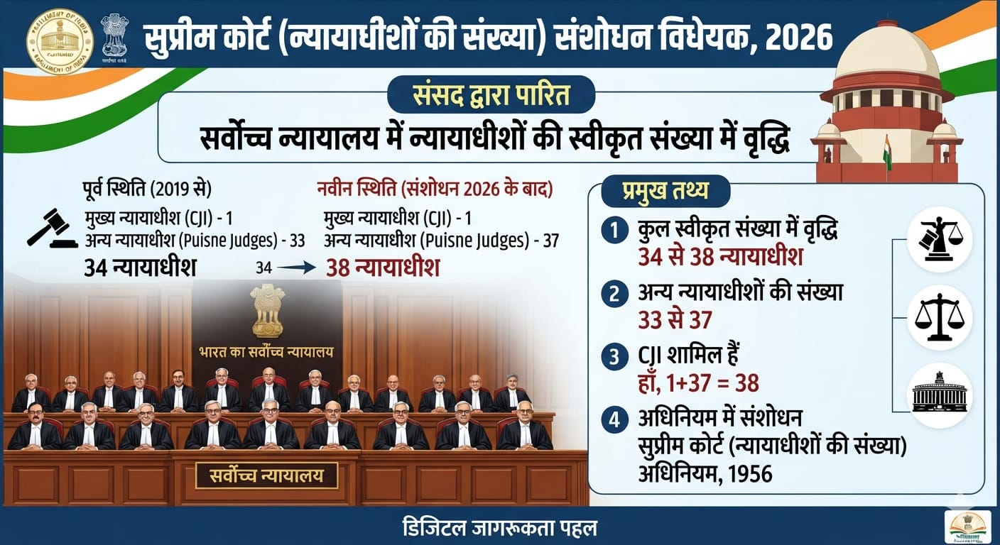 सुप्रीम कोर्ट (न्यायाधीशों की संख्या) संशोधन विधेयक, 2026
संसद द्वारा पारित
सर्वोच्च न्यायालय में न्यायाधीशों की स्वीकृत संख्या में वृद्धि
पूर्व स्थिति (2019 से)
मुख्य न्यायाधीश (CJI) - 1
अन्य न्यायाधीश (Puisne Judges) - 33
34 न्यायाधीश
नवीन स्थिति (संशोधन 2026 के बाद)
मुख्य न्यायाधीश (CJI) - 1
अन्य न्यायाधीश (Puisne Judges) - 37
34 → 38 न्यायाधीश
भारत का सर्वोच्च न्यायालय
सर्वोच्च न्यायालय
प्रमुख तथ्य
1 कुल स्वीकृत संख्या में वृद्धि
34 से 38 न्यायाधीश
2 अन्य न्यायाधीशों की संख्या
33 से 37
3 CJI शामिल हैं
हाँ, 1+37 = 38
4 अधिनियम में संशोधन
सुप्रीम कोर्ट (न्यायाधीशों की संख्या)
अधिनियम, 1956
डिजिटल जागरूकता पहल